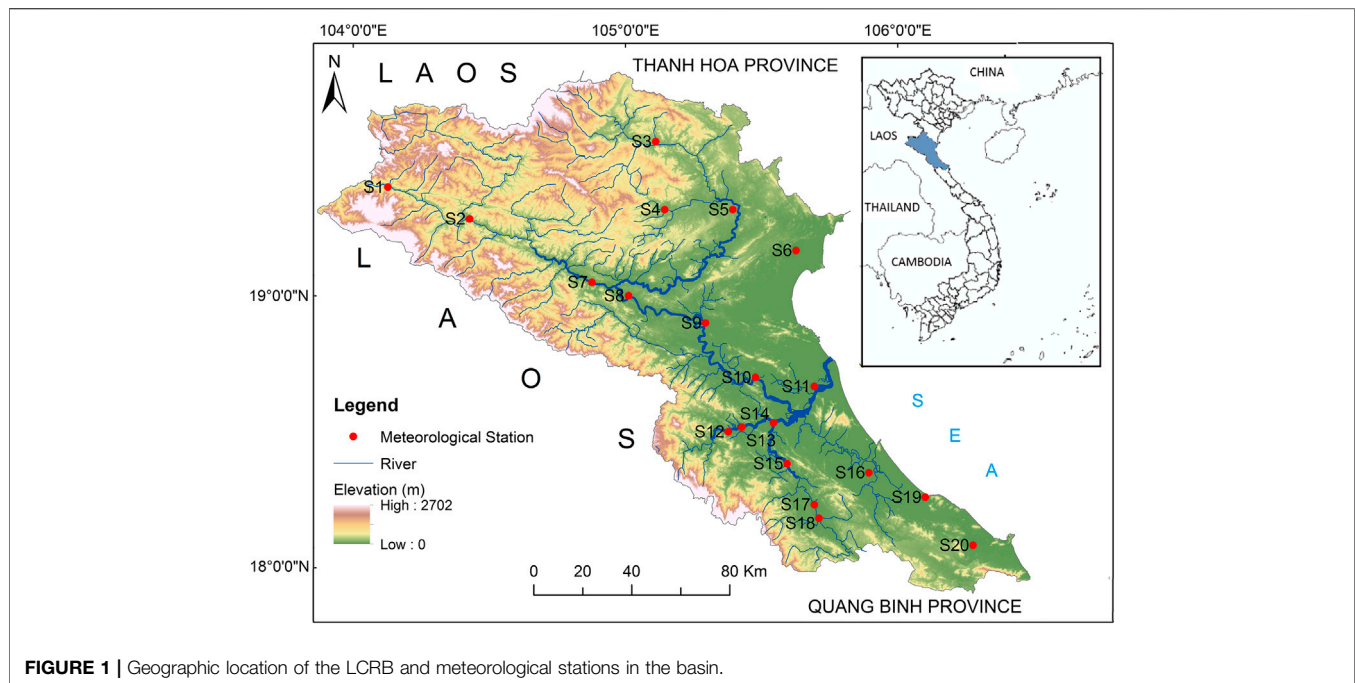 104°0'0"E
105°0'0"E
106°0'0"E
N
L A O S
THANH HOA PROVINCE
CHINA
LAOS
THAILAND
CAMBODIA
S3
S1
S4
S5
S2
S6
L
A
O
S
19°0'0"N
S7
S8
S9
S10
S11
S14
S12
S13
S15
S16
S17
S18
S19
S20
S
E
A
Legend
Meteorological Station
River
Elevation (m)
High : 2702
Low : 0
18°0'0"N
0 20 40 80 Km
QUANG BINH PROVINCE
FIGURE 1 | Geographic location of the LCRB and meteorological stations in the basin.